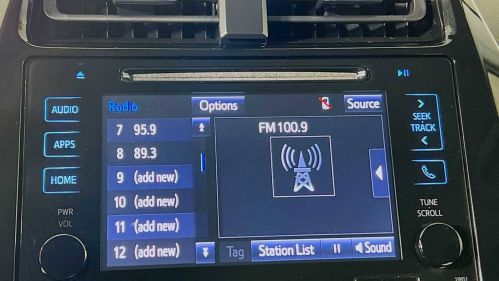 Radio
Options
Source
AUDIO
APPS
HOME
PWR
VOL
7 95.9
8 89.3
9 (add new)
10 (add new)
11 (add new)
12 (add new)
FM 100.9
Tag
Station List
Sound
SEEK
TRACK
TUNE
SCROLL